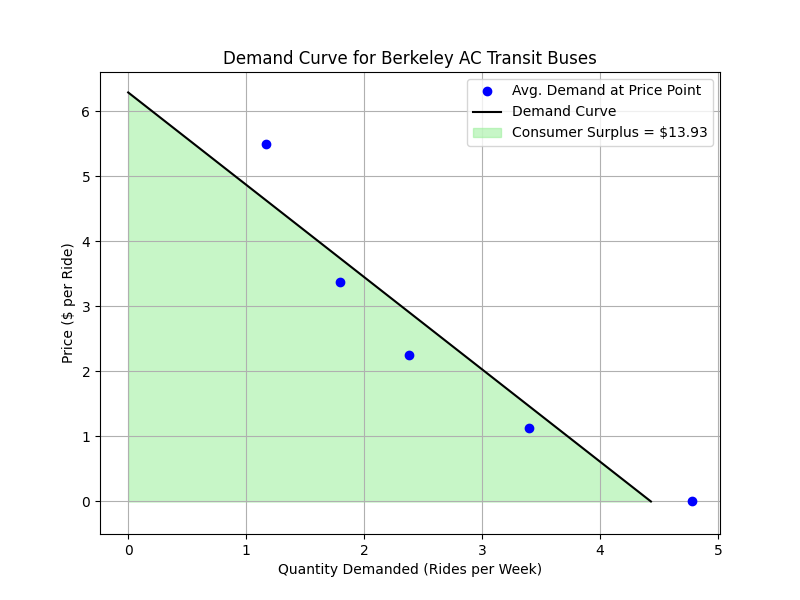 Demand Curve for Berkeley AC Transit Buses
Avg. Demand at Price Point
Demand Curve
Consumer Surplus = $13.93
Price ($ per Ride)
6
5
4
3
2
1
0
0 1 2 3 4 5
Quantity Demanded (Rides per Week)